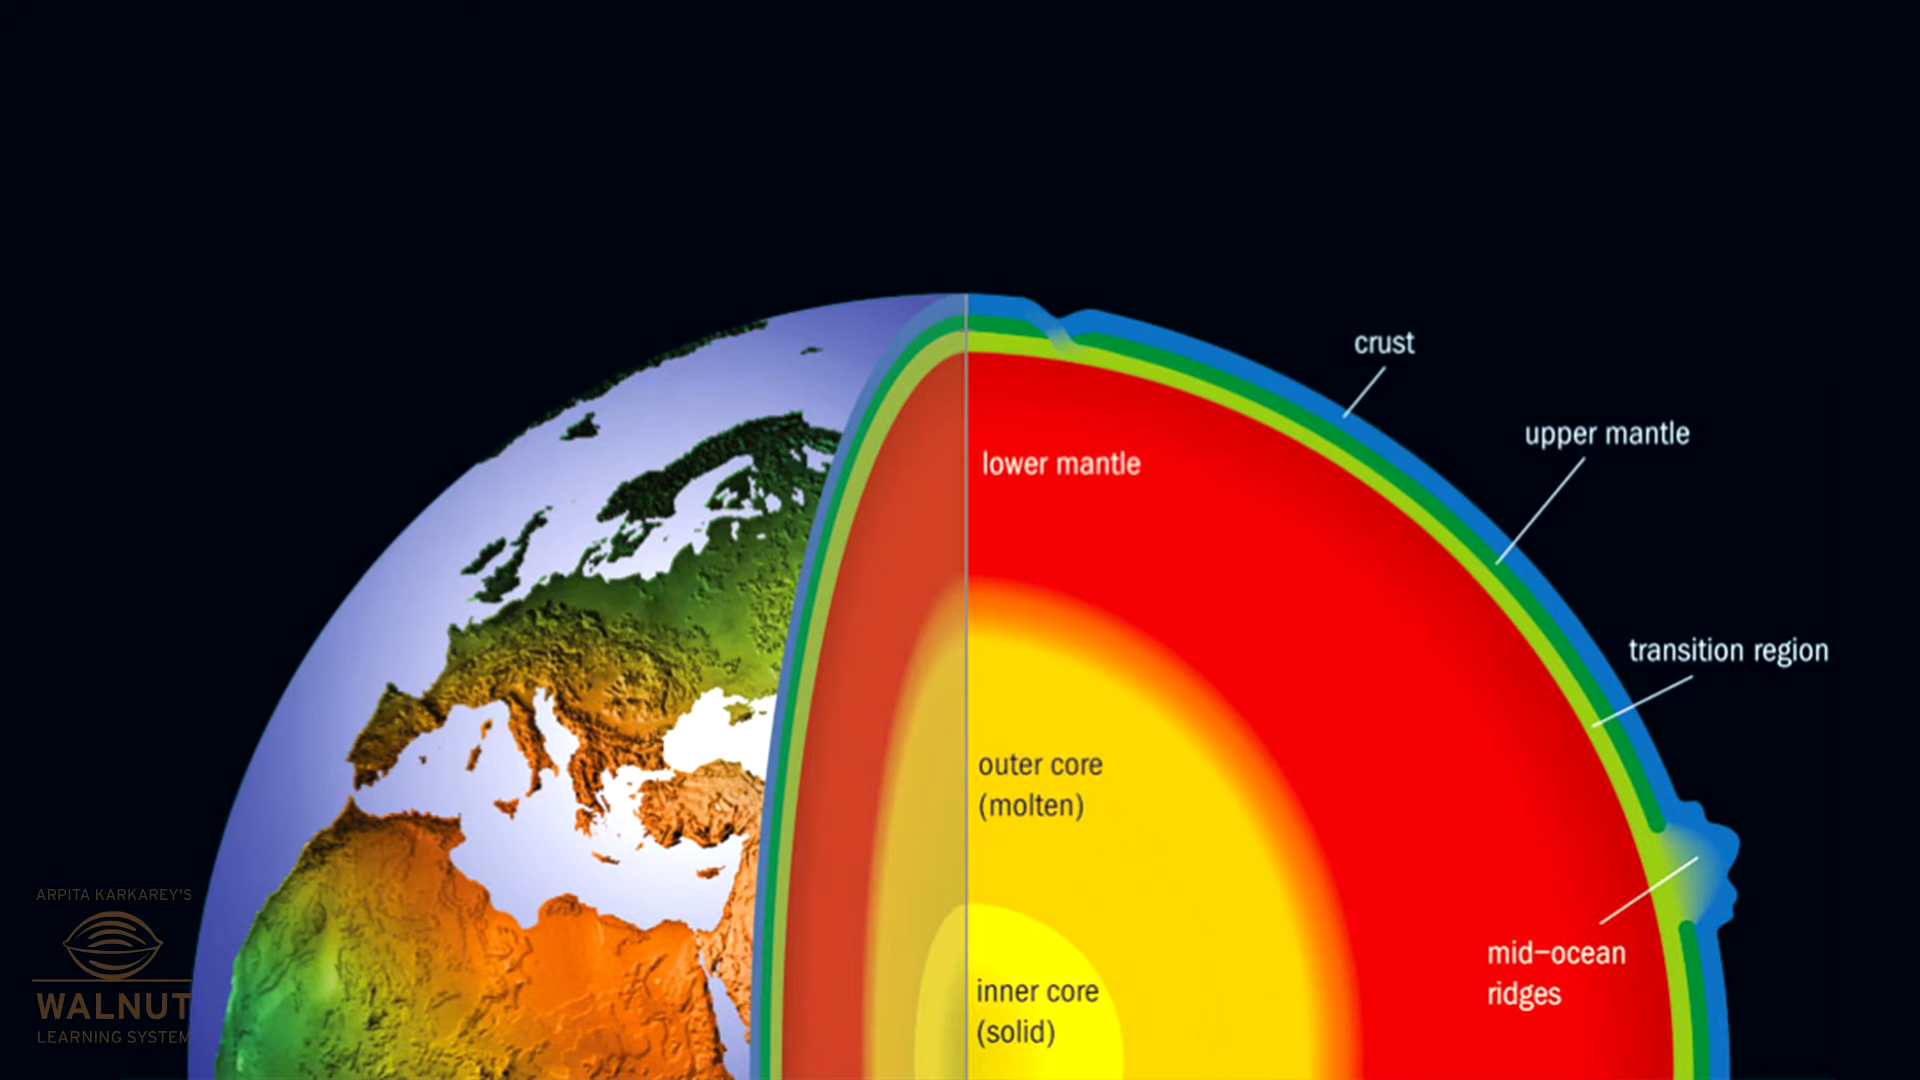 crust
upper mantle
lower mantle
transition region
outer core
(molten)
mid-ocean
ridges
inner core
(solid)
ARPITA KARKAREY'S
WALNUT
LEARNING SYSTEM